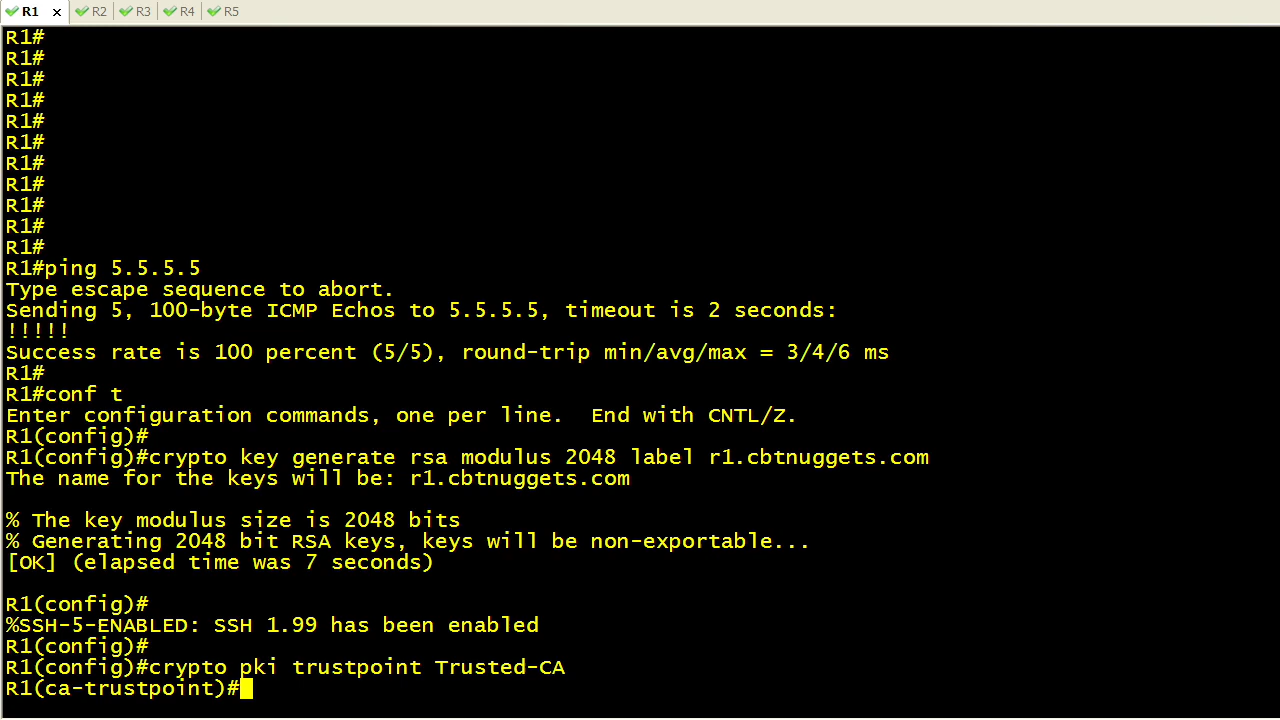 R1 × R2 R3 R4 R5
R1#
R1#
R1#
R1#
R1#
R1#
R1#
R1#
R1#
R1#
R1#
R1#ping 5.5.5.5
Type escape sequence to abort.
Sending 5, 100-byte ICMP Echos to 5.5.5.5, timeout is 2 seconds:
!!!!!
Success rate is 100 percent (5/5), round-trip min/avg/max = 3/4/6 ms
R1#
R1#conf t
Enter configuration commands, one per line.  End with CNTL/Z.
R1(config)#
R1(config)#crypto key generate rsa modulus 2048 label r1.cbtnuggets.com
The name for the keys will be: r1.cbtnuggets.com
% The key modulus size is 2048 bits
% Generating 2048 bit RSA keys, keys will be non-exportable...
[OK] (elapsed time was 7 seconds)
R1(config)#
%SSH-5-ENABLED: SSH 1.99 has been enabled
R1(config)#
R1(config)#crypto pki trustpoint Trusted-CA
R1(ca-trustpoint)#